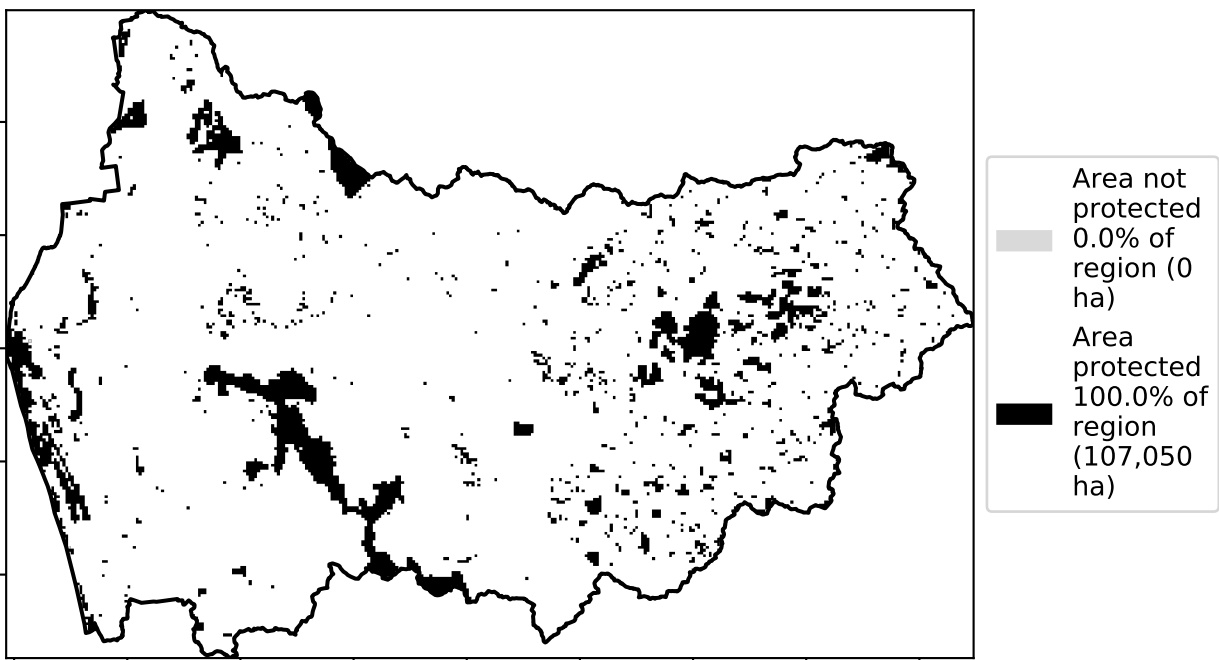 Area not
protected
0.0% of
region (0
ha)
Area
protected
100.0% of
region
(107,050
ha)